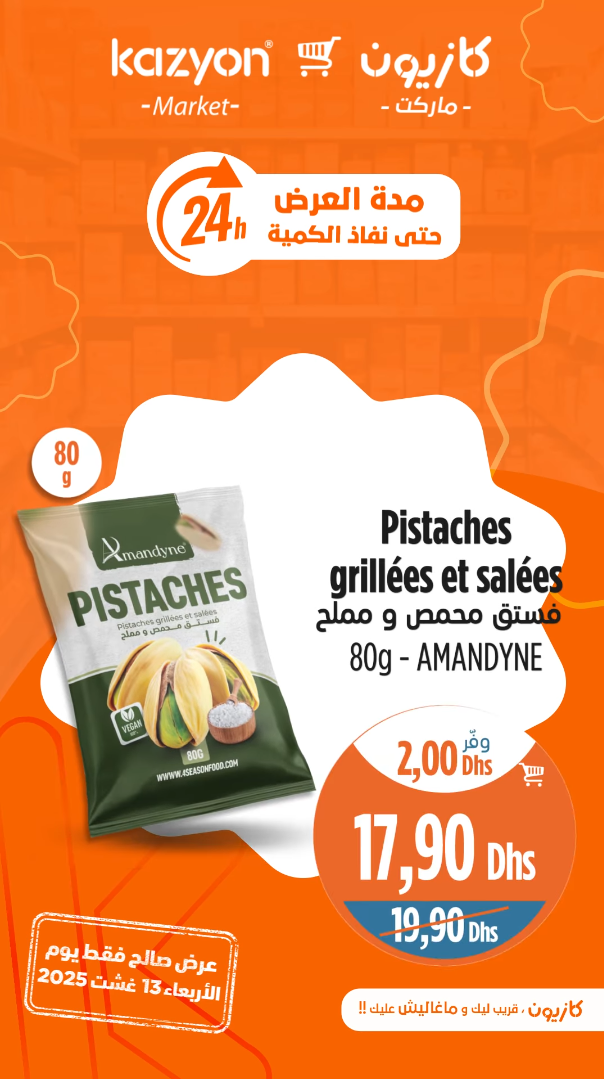 kazyon® كازيون
-Market- - ماركت -
24h
مدة العرض
حتى نفاذ الكمية
80
g
Amandyne
PISTACHES
Pistaches grillées et salées
فستق محمص و مملح
VEGAN
80G
WWW.4SEASONFOOD.COM
Pistaches
grillées et salées
فستق محمص و مملح
80g - AMANDYNE
وفّر
2,00 Dhs
17,90 Dhs
19,90 Dhs
عرض صالح فقط يوم
الأربعاء 13 غشت 2025
كازيون ، قريب ليك و ماغاليش عليك !!